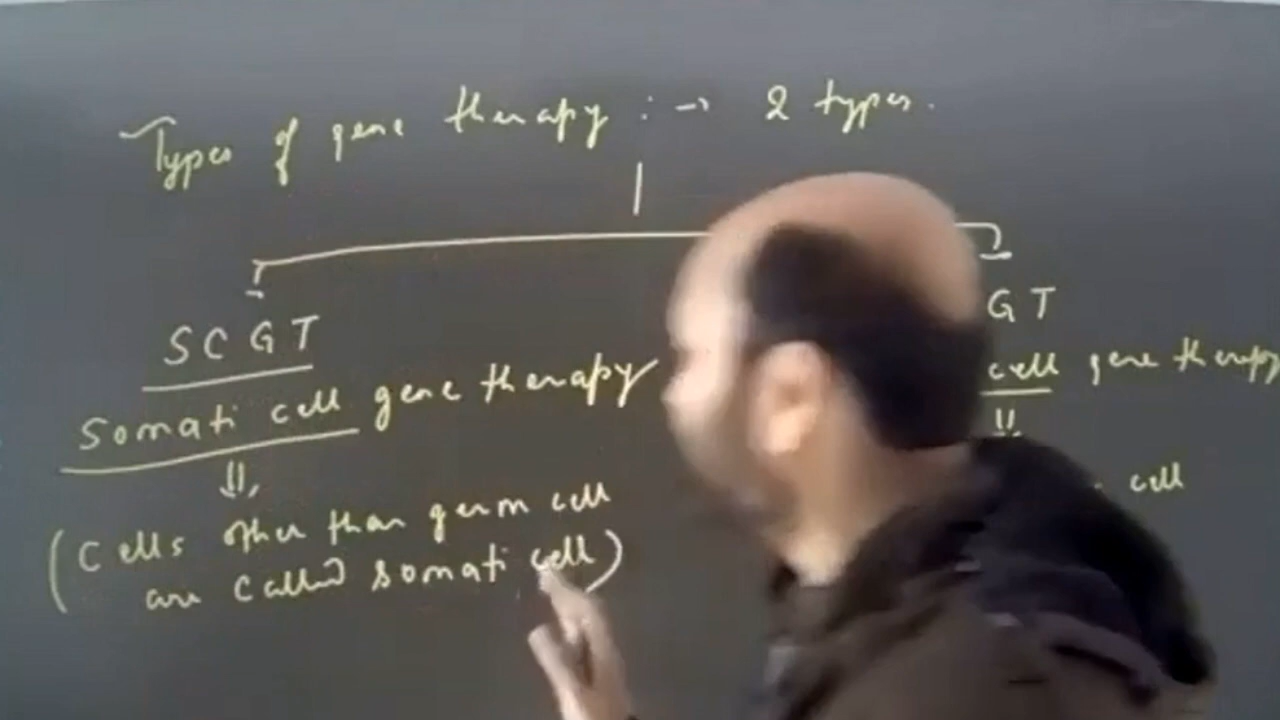 Types of gene therapy : → 2 types.
SCGT
GT
Somati cell gene therapy
cell gene therapy
(Cells other than germ cell
are called somati cell)
cell